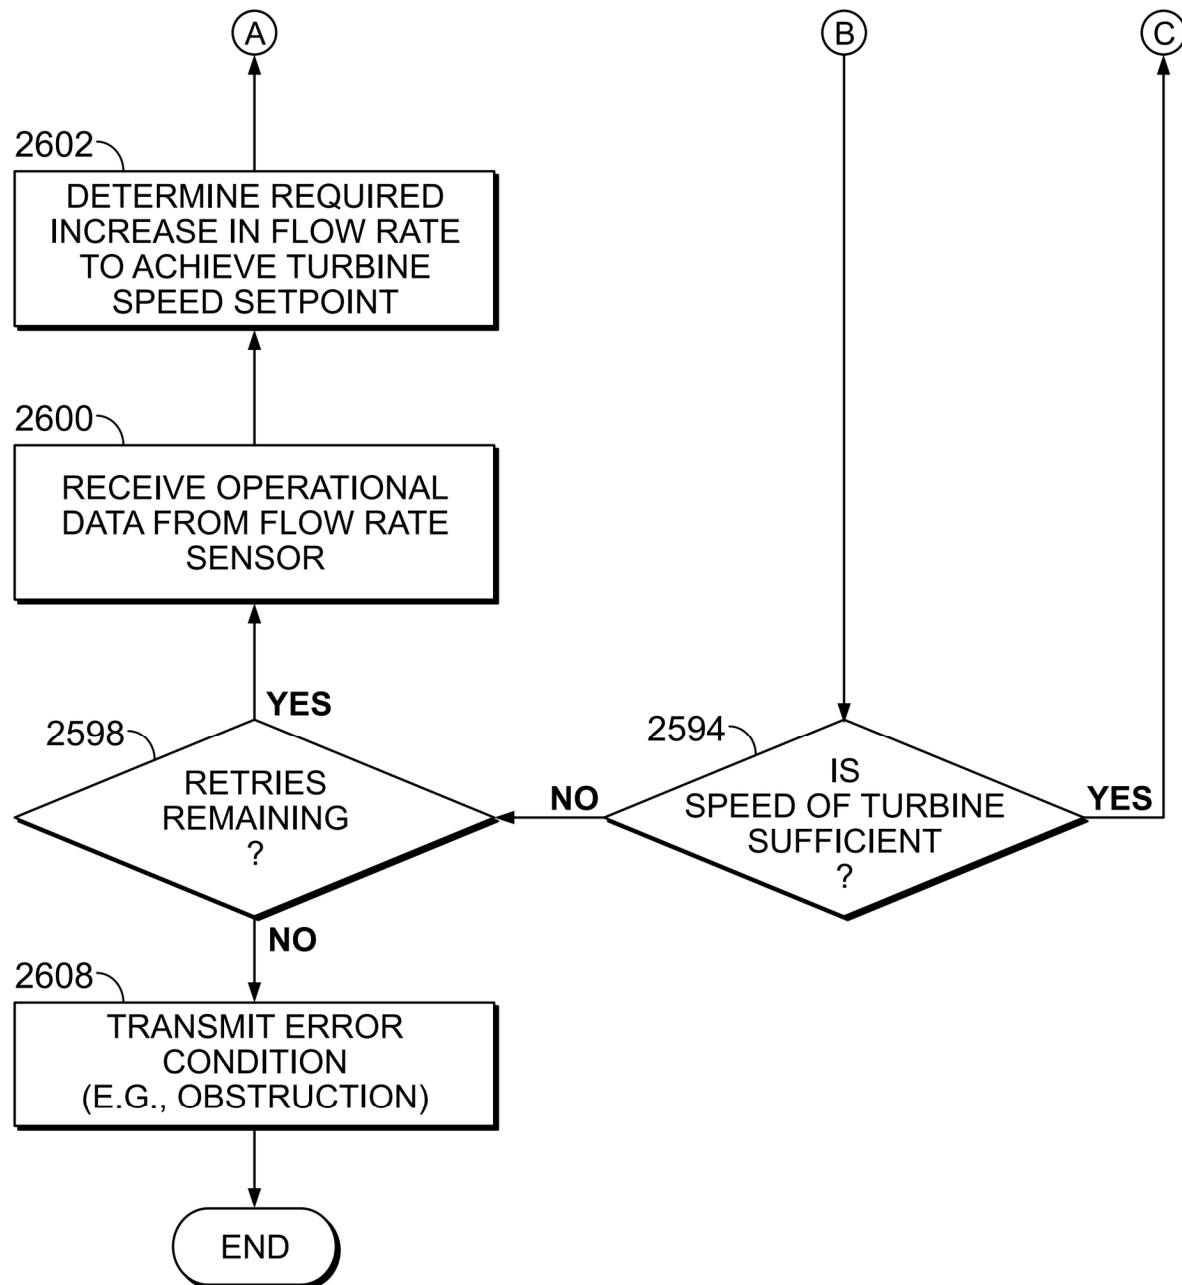 A
B
C
2602
DETERMINE REQUIRED
INCREASE IN FLOW RATE
TO ACHIEVE TURBINE
SPEED SETPOINT
2600
RECEIVE OPERATIONAL
DATA FROM FLOW RATE
SENSOR
YES
2598
RETRIES
REMAINING
?
NO
2594
IS
SPEED OF TURBINE
SUFFICIENT
?
YES
NO
2608
TRANSMIT ERROR
CONDITION
(E.G., OBSTRUCTION)
END